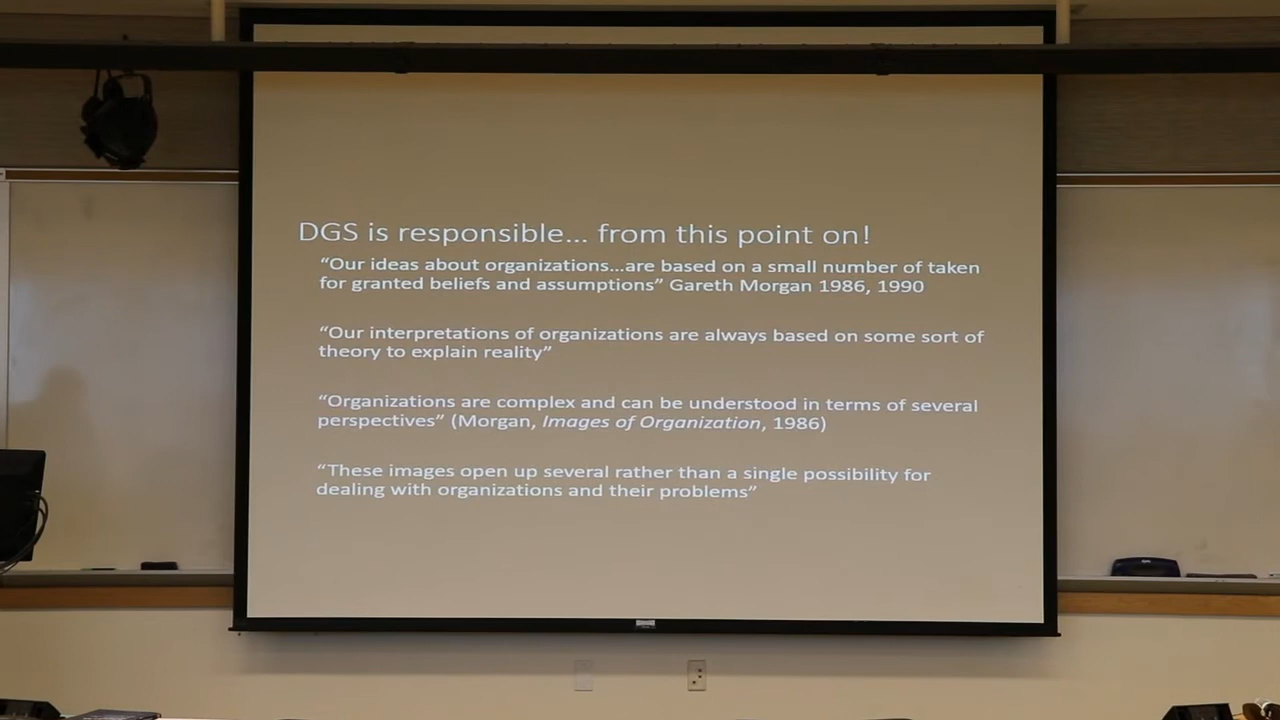 DGS is responsible... from this point on!
“Our ideas about organizations...are based on a small number of taken
for granted beliefs and assumptions” Gareth Morgan 1986, 1990
“Our interpretations of organizations are always based on some sort of
theory to explain reality”
“Organizations are complex and can be understood in terms of several
perspectives” (Morgan, Images of Organization, 1986)
“These images open up several rather than a single possibility for
dealing with organizations and their problems”